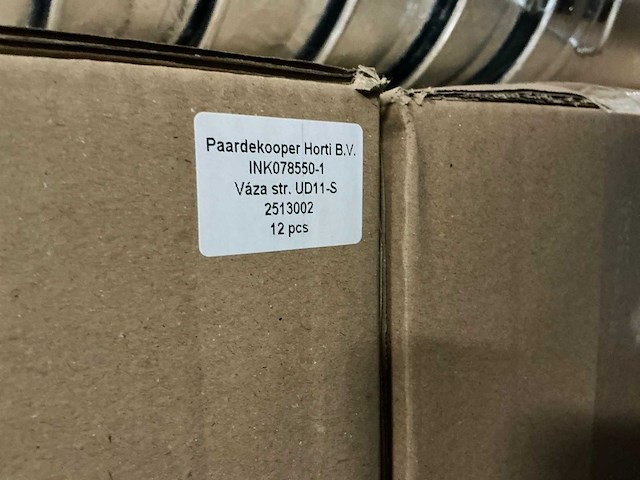 Paardekooper Horti B.V.
INK078550-1
Váza str. UD11-S
2513002
12 pcs